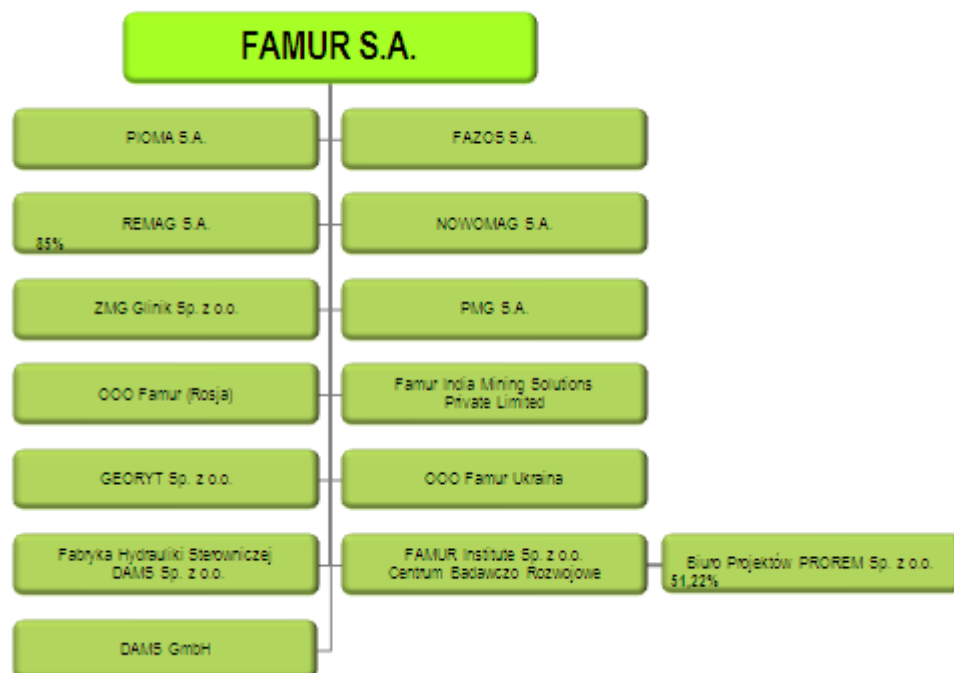 FAMUR S.A.
PIOMA S.A.
FAZOS S.A.
REMAG S.A.
85%
NOWOMAG S.A.
ZMG Glinik Sp. z o.o.
PMG S.A.
OOO Famur (Rosja)
Famur India Mining Solutions
Private Limited
GEORYT Sp. z o.o.
OOO Famur Ukraina
Fabryka Hydrauliki Sterowniczej
DAMS Sp. z o.o.
FAMUR Institute Sp. z o.o.
Centrum Badawczo Rozwojowe
Biuro Projektów PROREM Sp. z o.o.
51,22%
DAMS GmbH